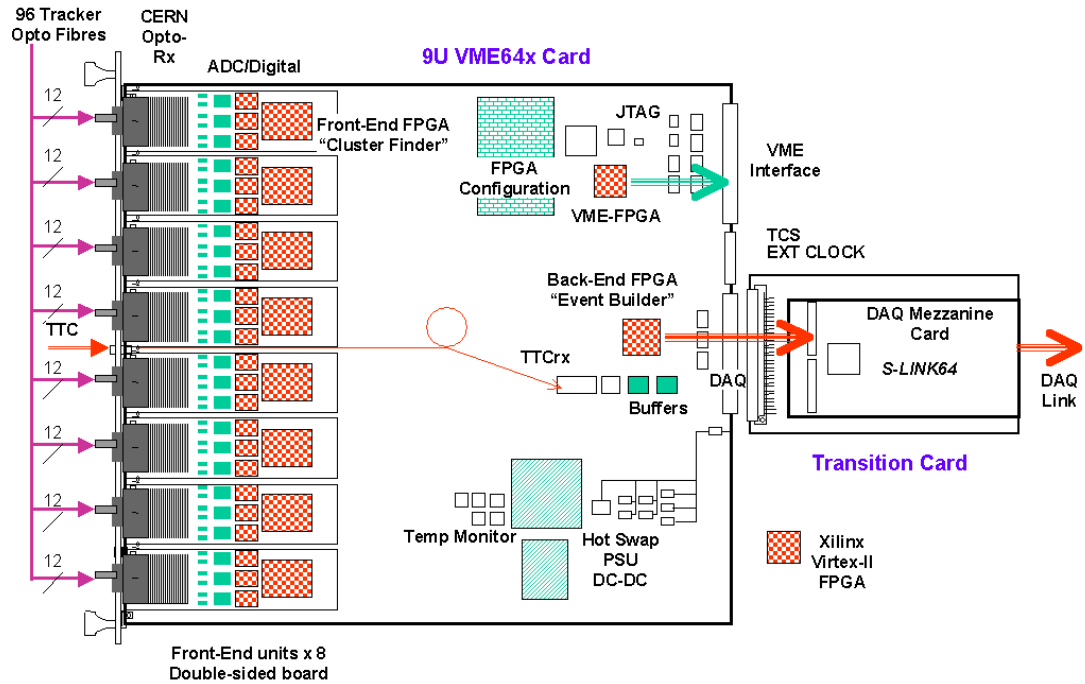 96 Tracker
Opto Fibres
CERN
Opto-
Rx
ADC/Digital
9U VME64x Card
12
12
12
12
12
12
12
12
TTC
Front-End FPGA
“Cluster Finder”
FPGA
Configuration
JTAG
VME-FPGA
VME
Interface
TCS
EXT CLOCK
Back-End FPGA
“Event Builder”
TTCrx
Buffers
DAQ
DAQ Mezzanine
Card
S-LINK64
DAQ
Link
Transition Card
Temp Monitor
Hot Swap
PSU
DC-DC
Xilinx
Virtex-II
FPGA
Front-End units x 8
Double-sided board